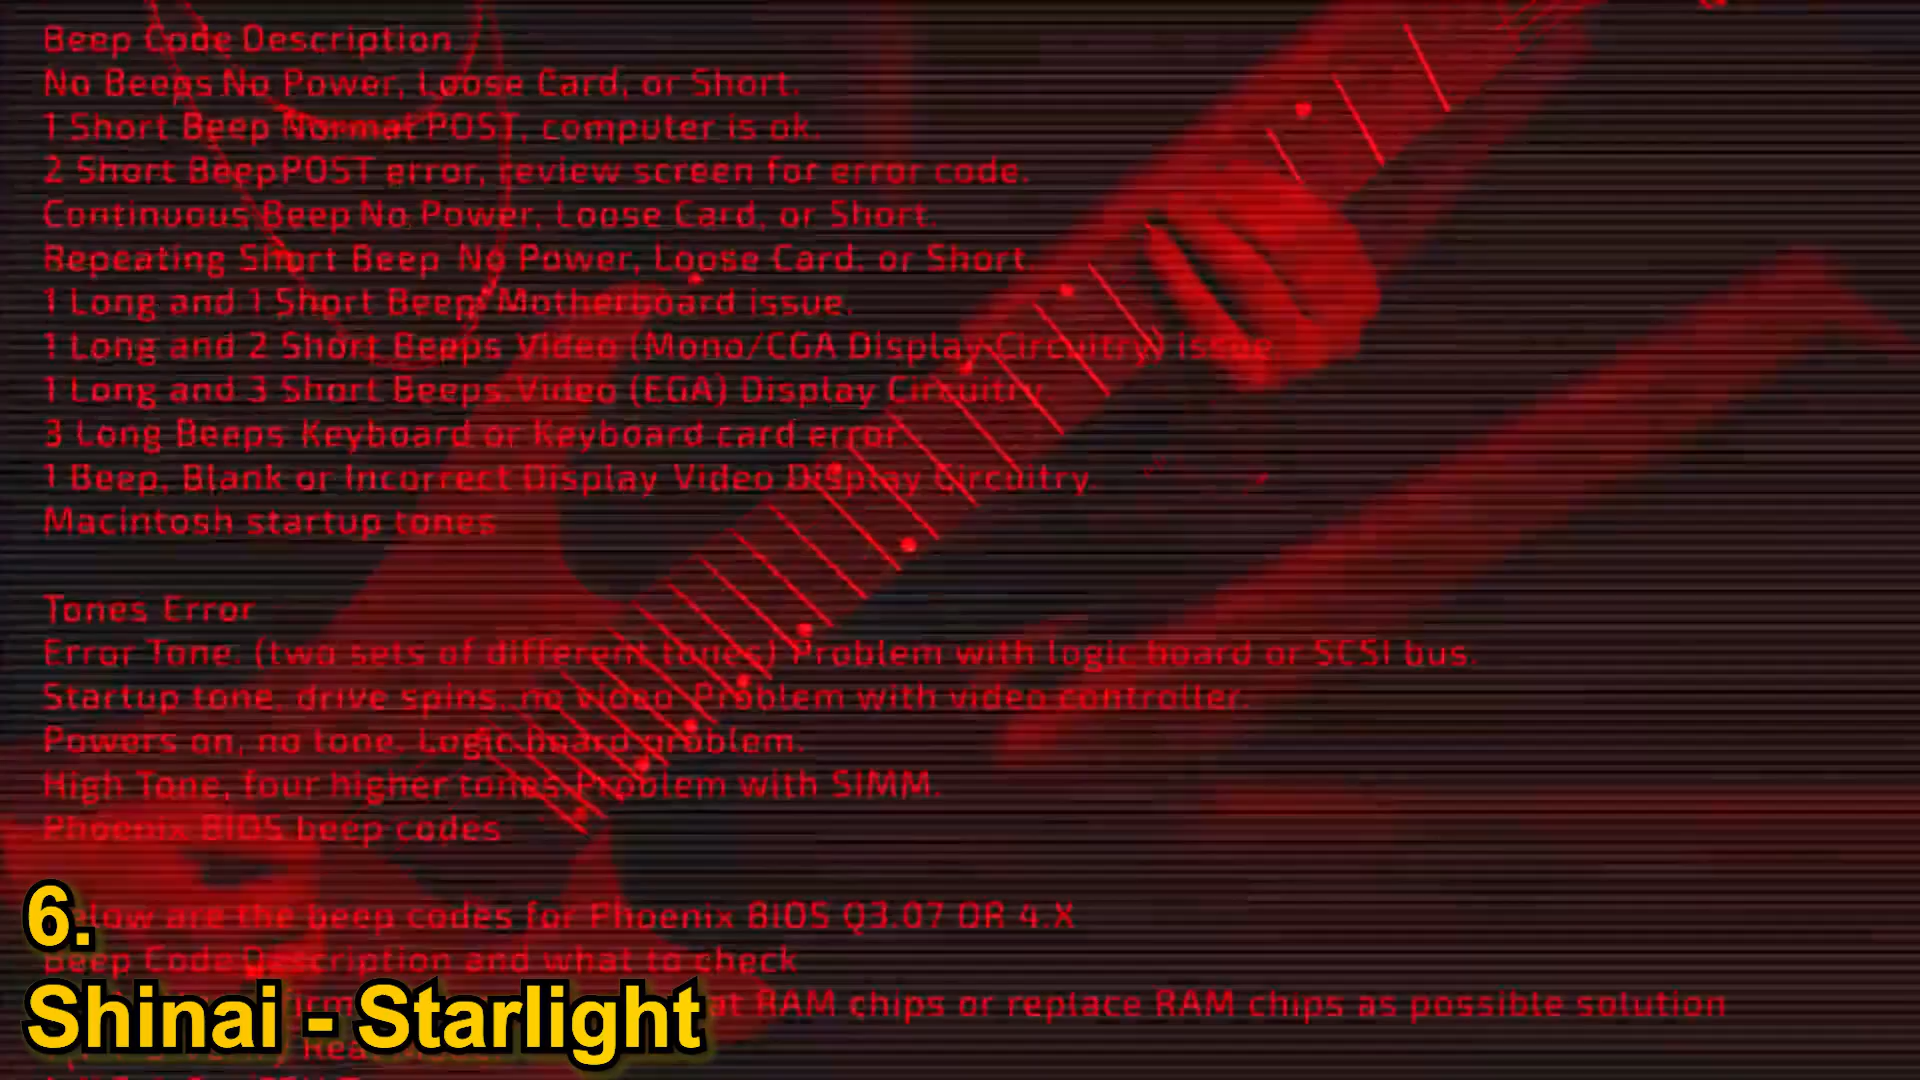 Beep Code Description
No Beeps No Power, Loose Card, or Short.
1 Short Beep Normal POST, computer is ok.
2 Short BeepPOST error, review screen for error code.
Continuous Beep No Power, Loose Card, or Short.
Repeating Short Beep No Power, Loose Card, or Short.
1 Long and 1 Short Beep Motherboard issue.
1 Long and 2 Short Beeps Video (Mono/CGA Display Circuitry) issue
1 Long and 3 Short Beeps Video (EGA) Display Circuitry
3 Long Beeps Keyboard or Keyboard card error
1 Beep, Blank or Incorrect Display Video Display Circuitry.
Macintosh startup tones
Tones Error
Error Tone. (two sets of different tones) Problem with logic board or SCSI bus.
Startup tone, drive spins, no video Problem with video controller.
Powers on, no tone. Logic board problem.
High Tone, four higher tones Problem with SIMM.
Phoenix BIOS beep codes
are the beep codes for Phoenix BIOS Q3.07 OR 4.X
Beep Code Description and what to check
RAM chips or replace RAM chips as possible solution
6.
Shinai - Starlight